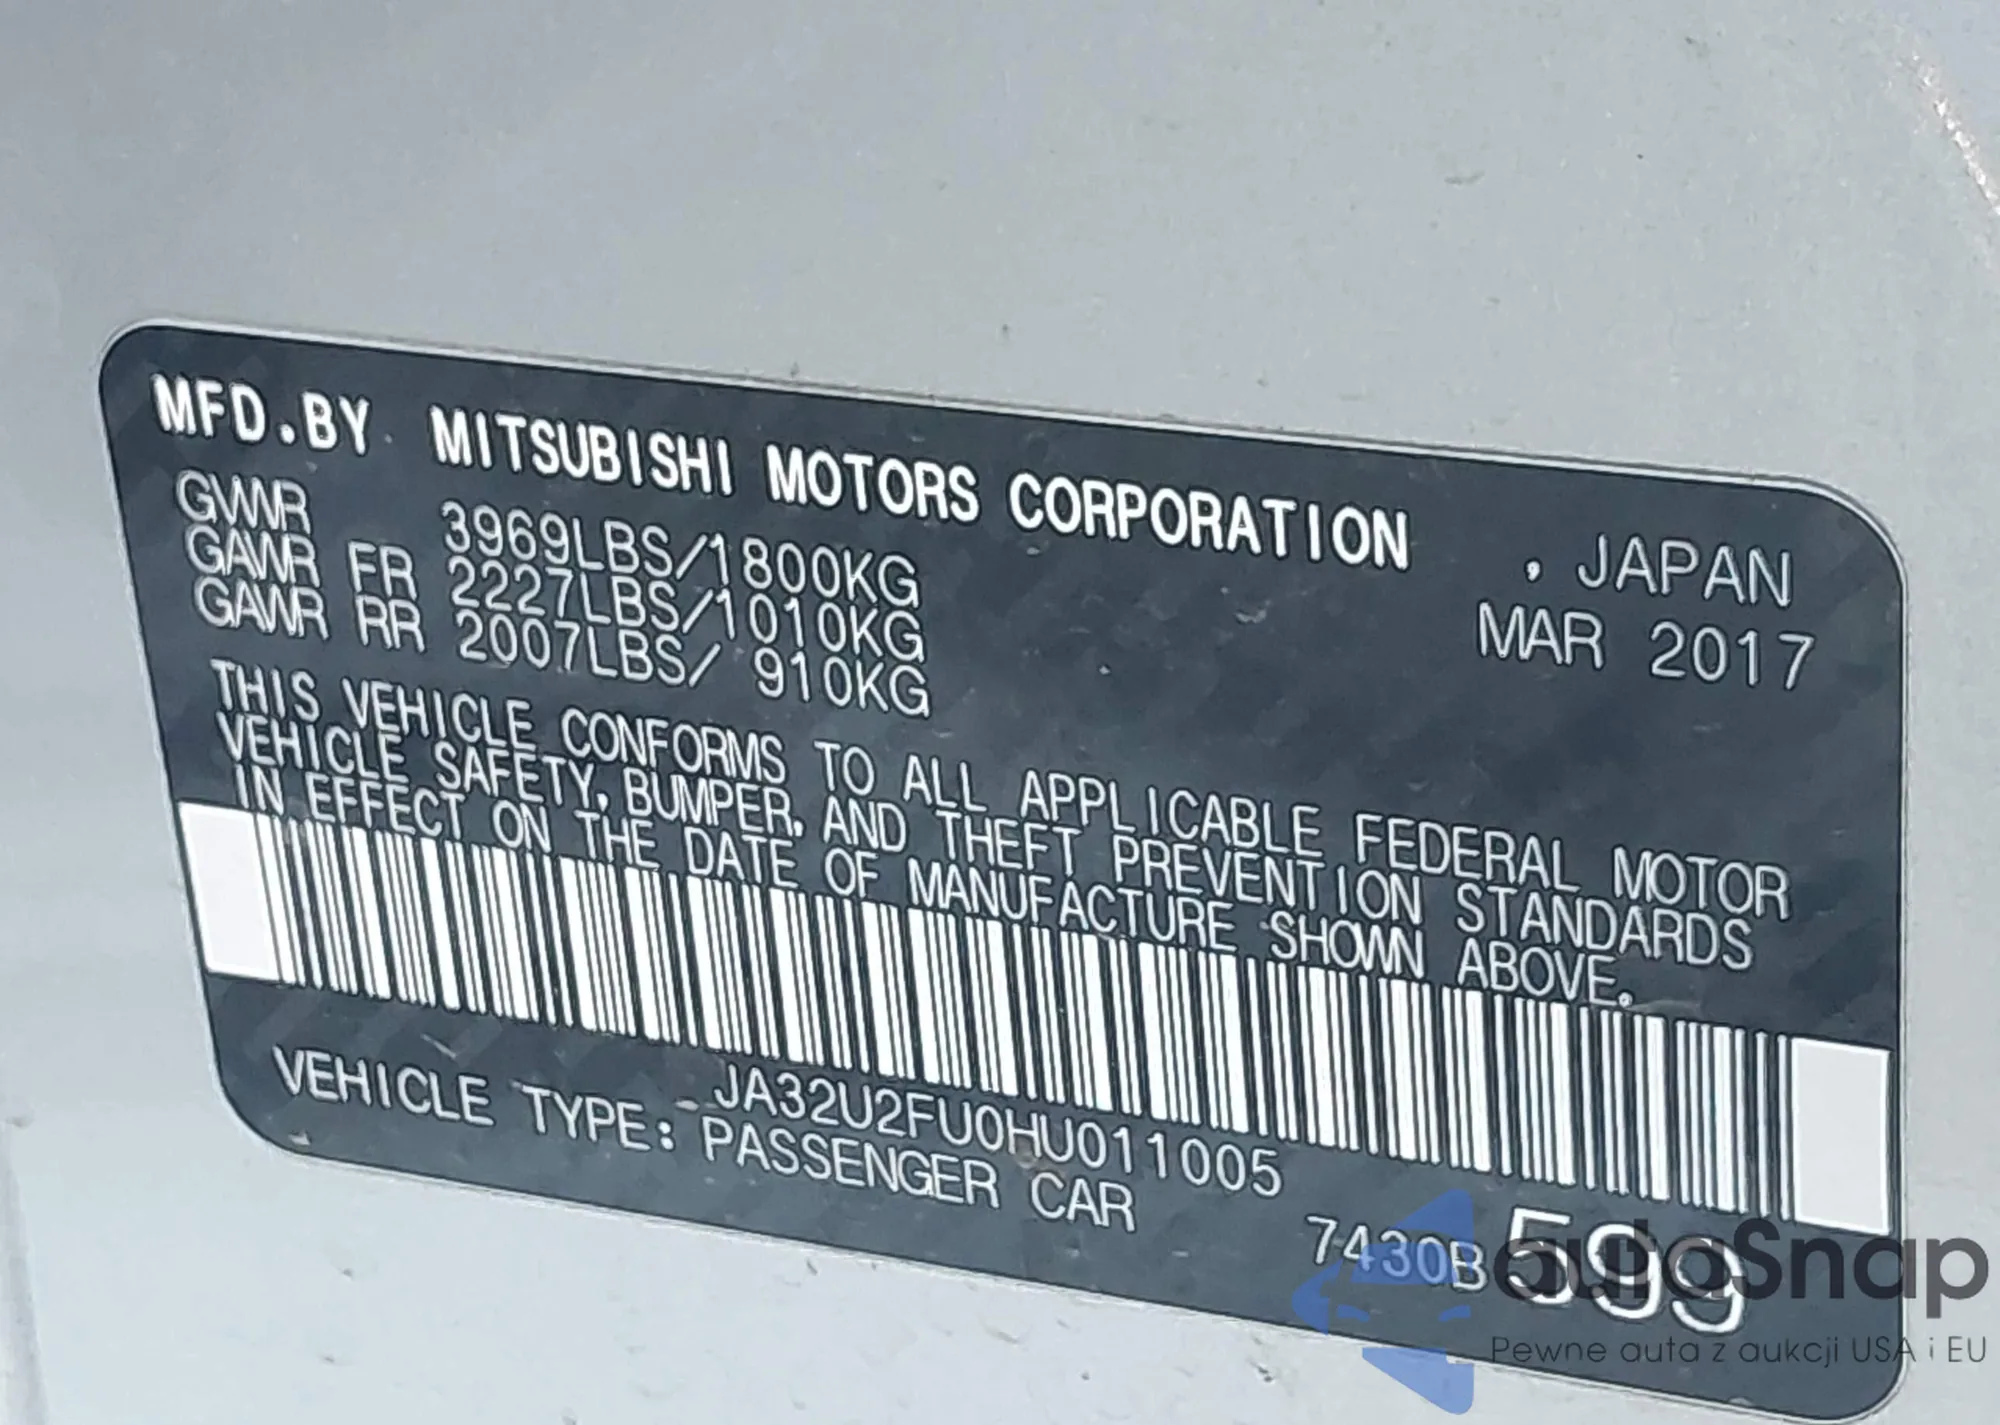 MFD.BY MITSUBISHI MOTORS CORPORATION , JAPAN
GVWR 3969LBS/1800KG MAR 2017
GAWR FR 2227LBS/1010KG
GAWR RR 2007LBS/ 910KG
THIS VEHICLE CONFORMS TO ALL APPLICABLE FEDERAL MOTOR
VEHICLE SAFETY, BUMPER, AND THEFT PREVENTION STANDARDS
IN EFFECT ON THE DATE OF MANUFACTURE SHOWN ABOVE.
JA32U2FU0HU011005
VEHICLE TYPE: PASSENGER CAR
7430B599
autoSnap
Pewne auta z aukcji USA i EU